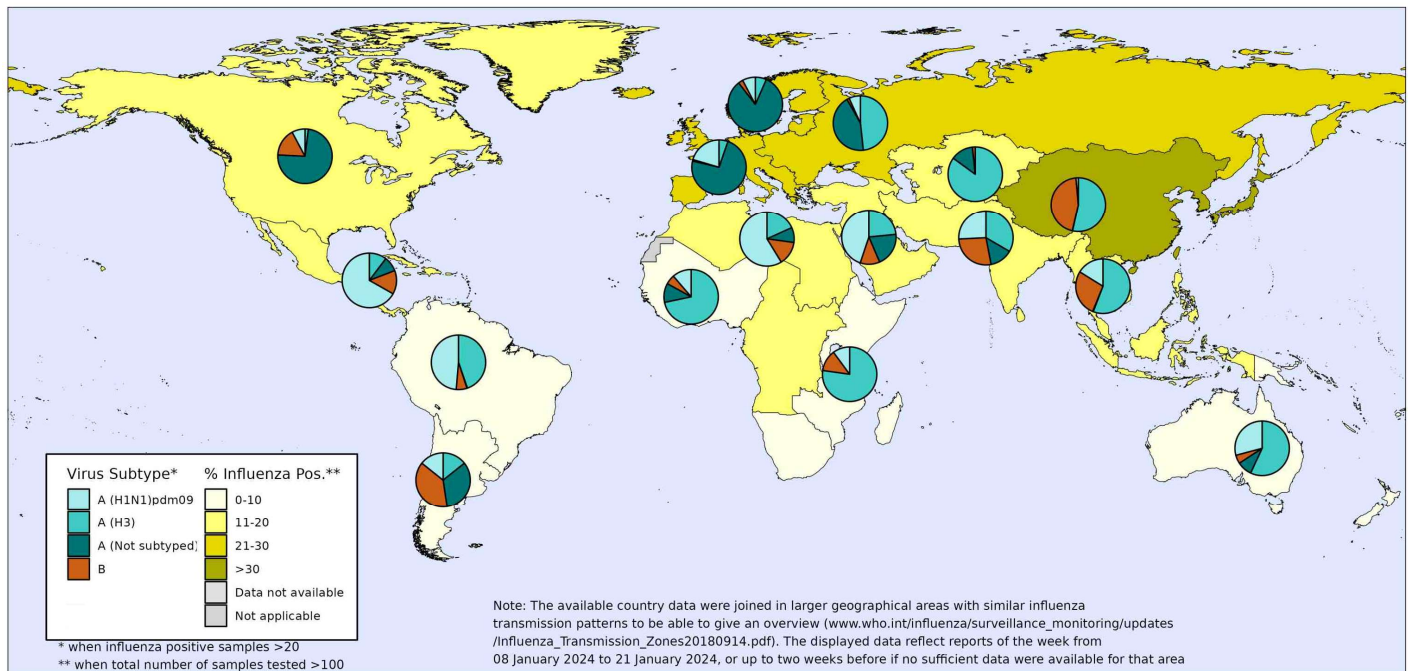 Virus Subtype*
A (H1N1)pdm09
A (H3)
A (Not subtyped)
B
% Influenza Pos.**
0-10
11-20
21-30
>30
Data not available
Not applicable
* when influenza positive samples >20
** when total number of samples tested >100
Note: The available country data were joined in larger geographical areas with similar influenza
transmission patterns to be able to give an overview (www.who.int/influenza/surveillance_monitoring/updates
/Influenza_Transmission_Zones20180914.pdf). The displayed data reflect reports of the week from
08 January 2024 to 21 January 2024, or up to two weeks before if no sufficient data were available for that area